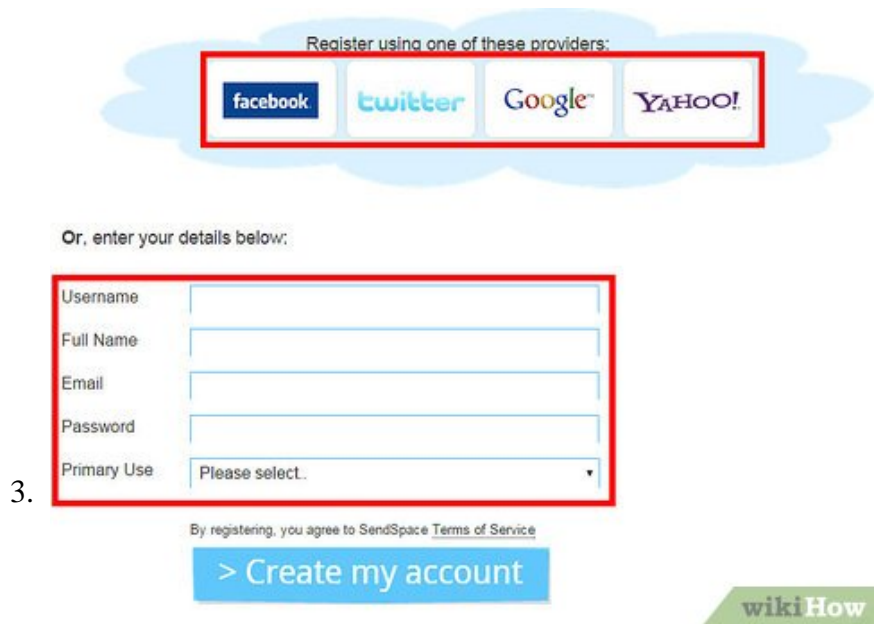 Register using one of these providers:
facebook. twitter Google™ YAHOO!
Or, enter your details below:
Username
Full Name
Email
Password
Primary Use Please select..
3.
By registering, you agree to SendSpace Terms of Service
> Create my account
wikiHow